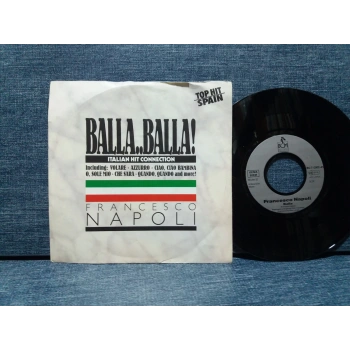 TOP HIT
SPAIN
BALLA..BALLA!
ITALIAN HIT CONNECTION
Including: VOLARE - AZZURRO - CIAO, CIAO BAMBINA
O, SOLE MIO - CHE SARA - QUANDO, QUANDO and more!
FRANCESCO
NAPOLI
BCM
Francesco Napoli